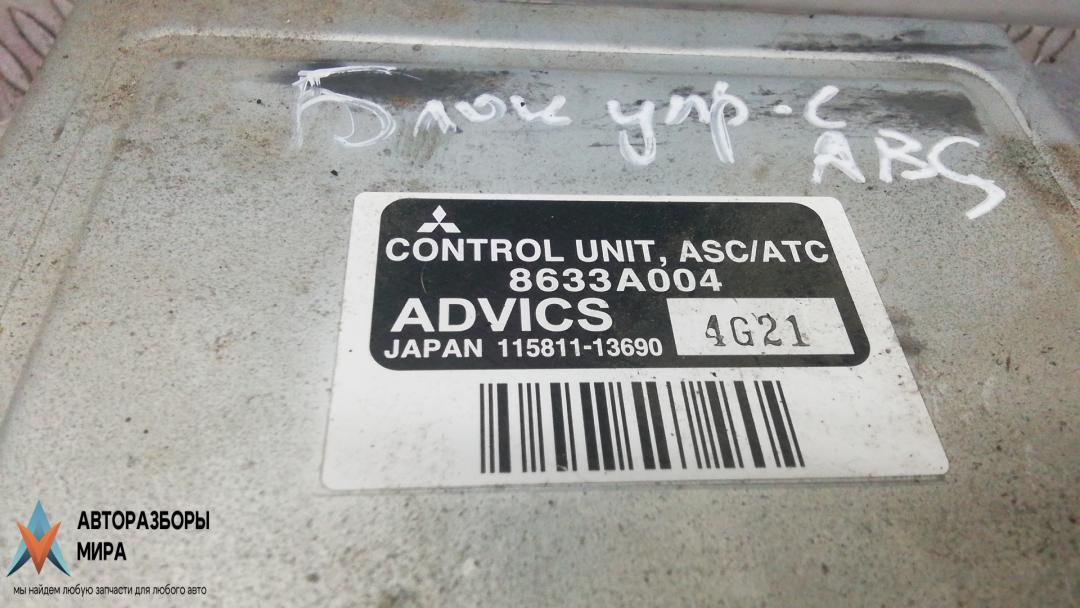 Блок упр-с
ABS
CONTROL UNIT, ASC/ATC
8633A004
ADVICS
4G21
JAPAN 115811-13690
АВТОРАЗБОРЫ
МИРА
мы найдем любую запчасти для любого авто